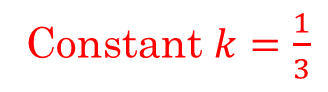 Constant k = 1/3